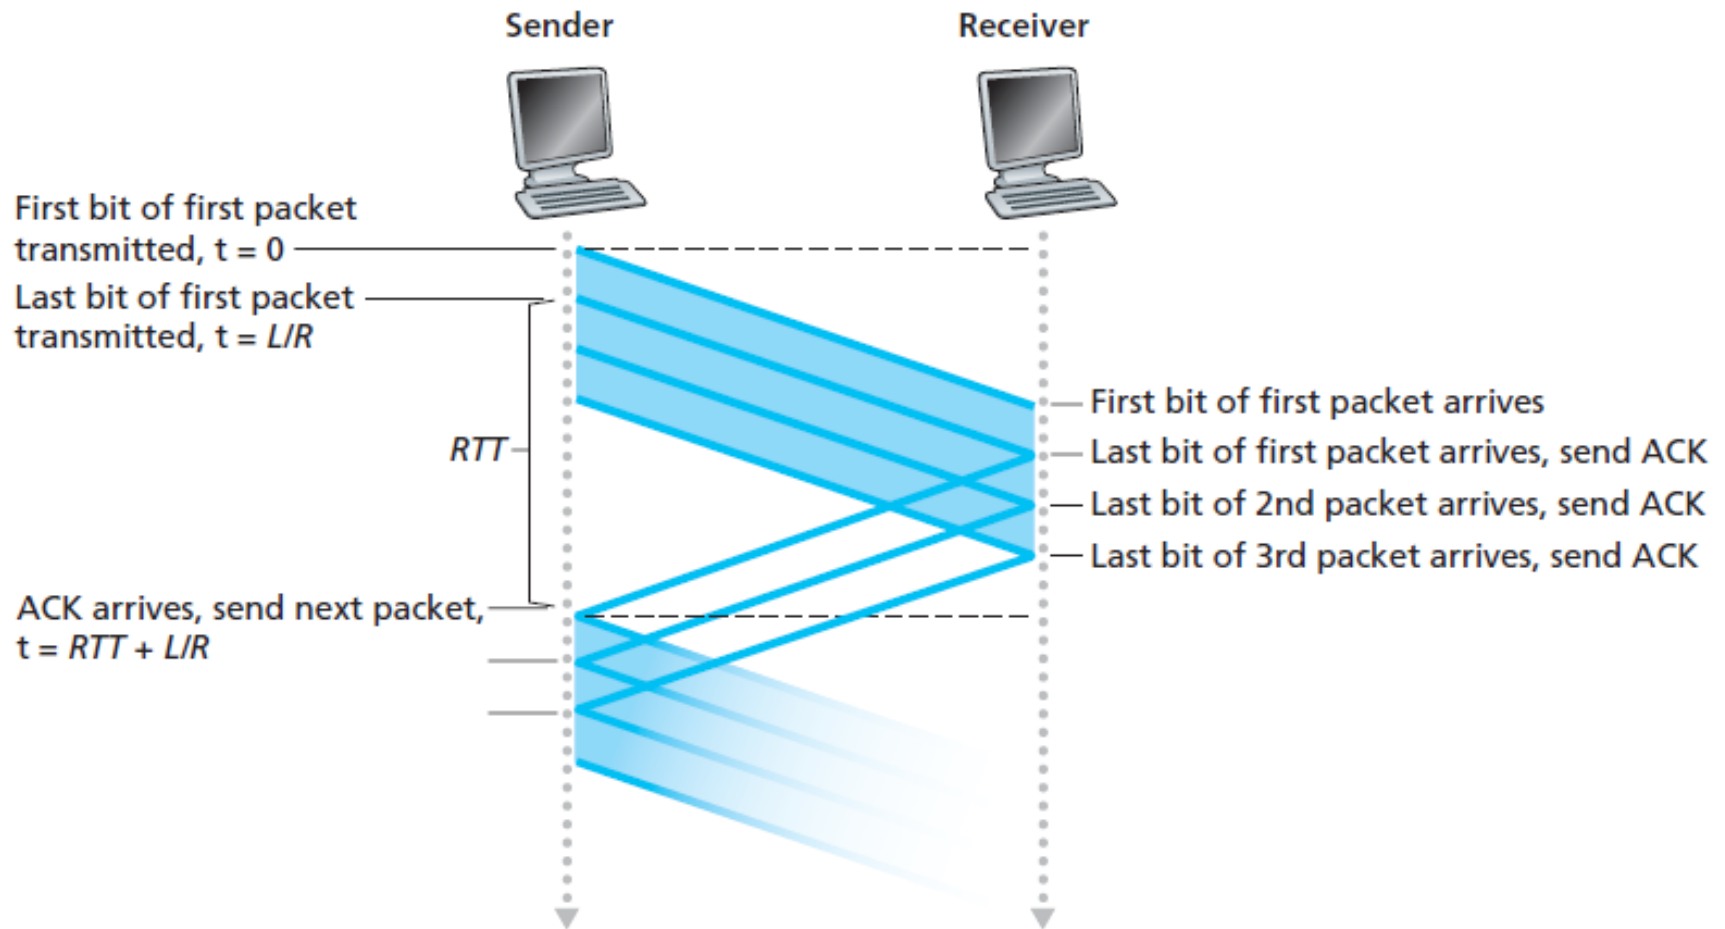 Sender
Receiver
First bit of first packet
transmitted, t = 0
Last bit of first packet
transmitted, t = L/R
First bit of first packet arrives
RTT
Last bit of first packet arrives, send ACK
Last bit of 2nd packet arrives, send ACK
Last bit of 3rd packet arrives, send ACK
ACK arrives, send next packet,
t = RTT + L/R